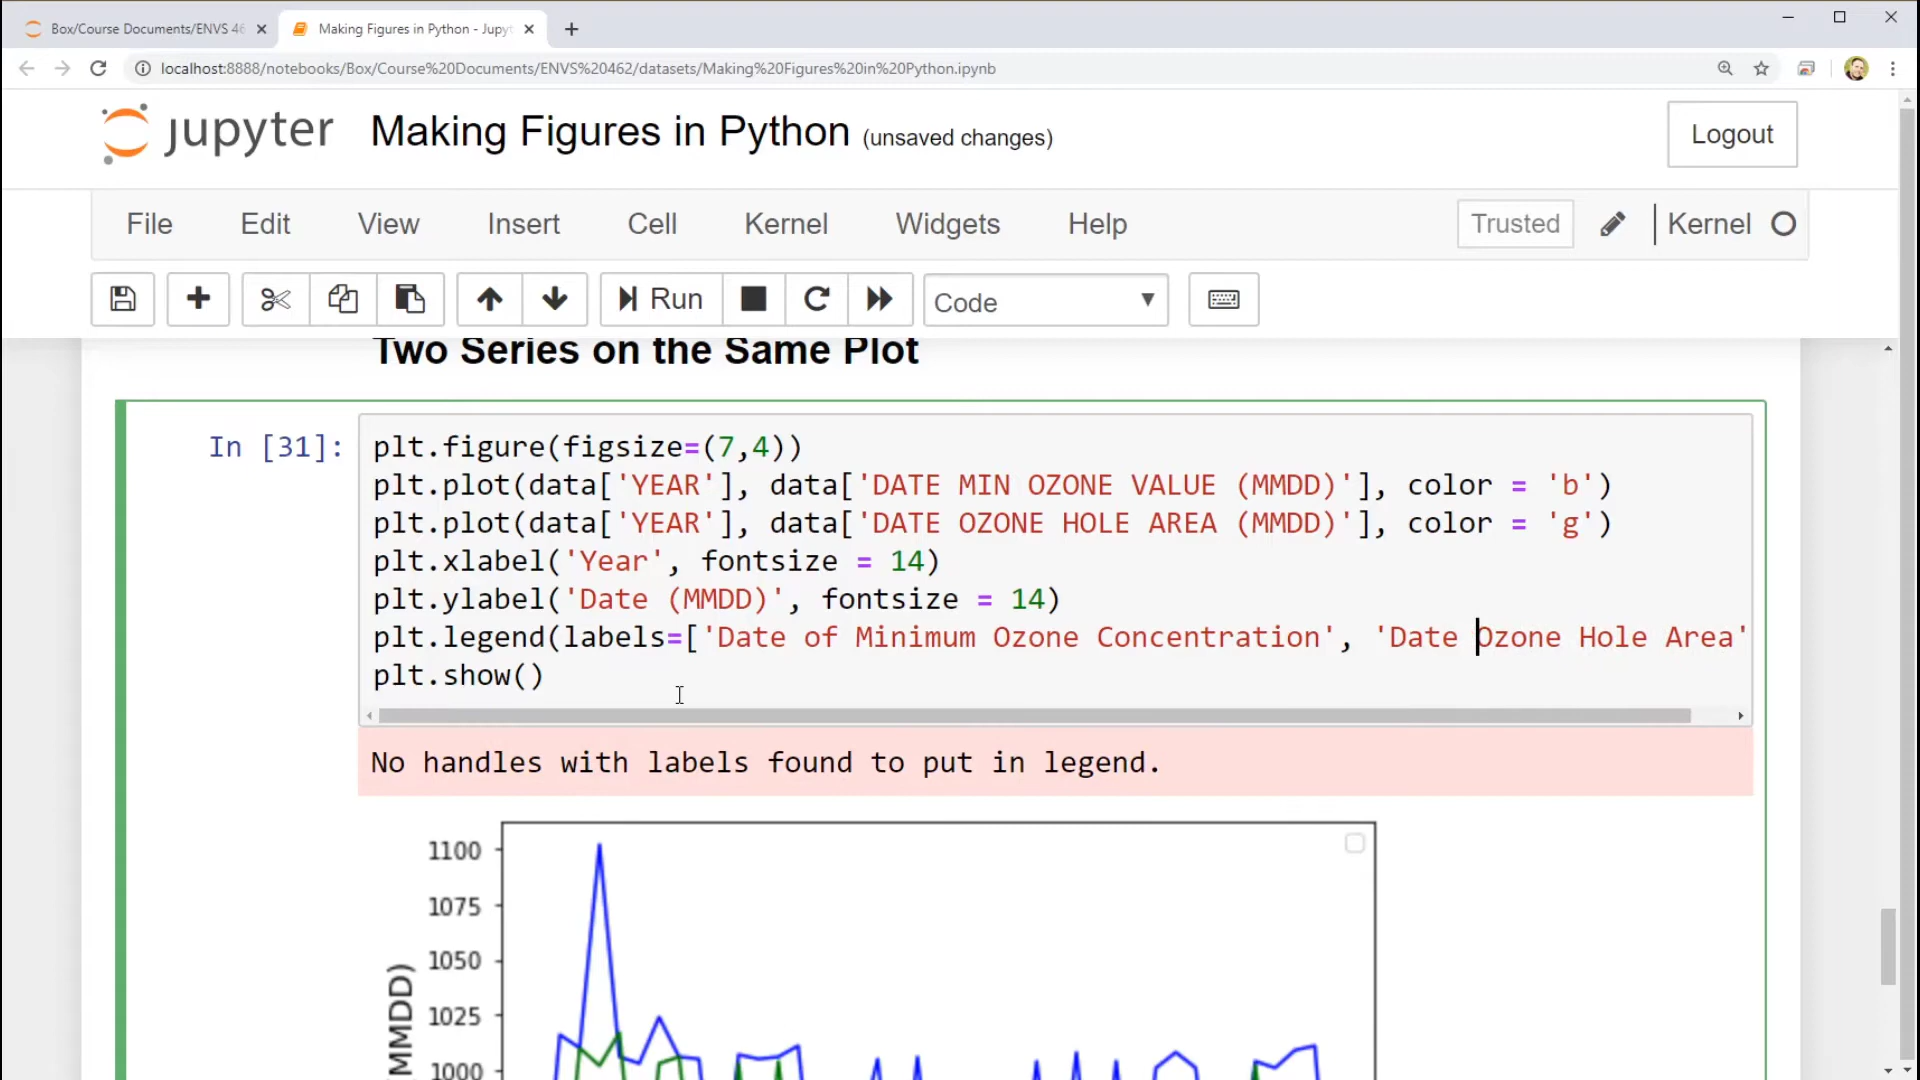 Box/Course Documents/ENVS 46
Making Figures in Python - Jupyt
localhost:8888/notebooks/Box/Course%20Documents/ENVS%20462/datasets/Making%20Figures%20in%20Python.ipynb
jupyter Making Figures in Python (unsaved changes) Logout
File Edit View Insert Cell Kernel Widgets Help Trusted Kernel
Run Code
Two Series on the Same Plot
In [31]: plt.figure(figsize=(7,4))
plt.plot(data['YEAR'], data['DATE MIN OZONE VALUE (MMDD)'], color = 'b')
plt.plot(data['YEAR'], data['DATE OZONE HOLE AREA (MMDD)'], color = 'g')
plt.xlabel('Year', fontsize = 14)
plt.ylabel('Date (MMDD)', fontsize = 14)
plt.legend(labels=['Date of Minimum Ozone Concentration', 'Date Ozone Hole Area'
plt.show()
No handles with labels found to put in legend.
1100
1075
1050
1025
1000
(MMDD)